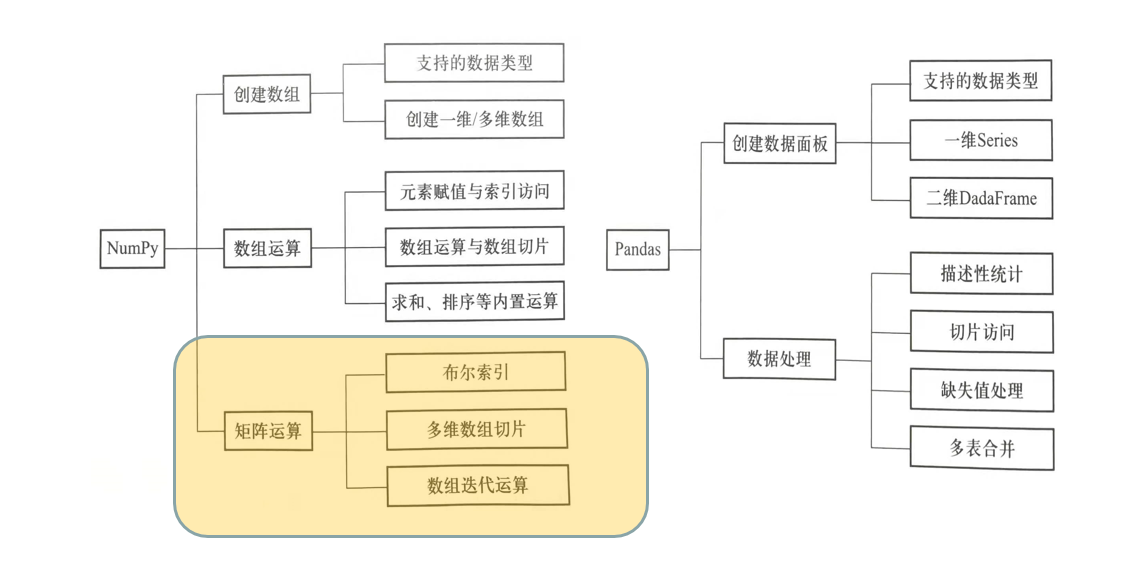 NumPy
创建数组
支持的数据类型
创建一维/多维数组
数组运算
元素赋值与索引访问
数组运算与数组切片
求和、排序等内置运算
矩阵运算
布尔索引
多维数组切片
数组迭代运算
Pandas
创建数据面板
支持的数据类型
一维Series
二维DadaFrame
数据处理
描述性统计
切片访问
缺失值处理
多表合并